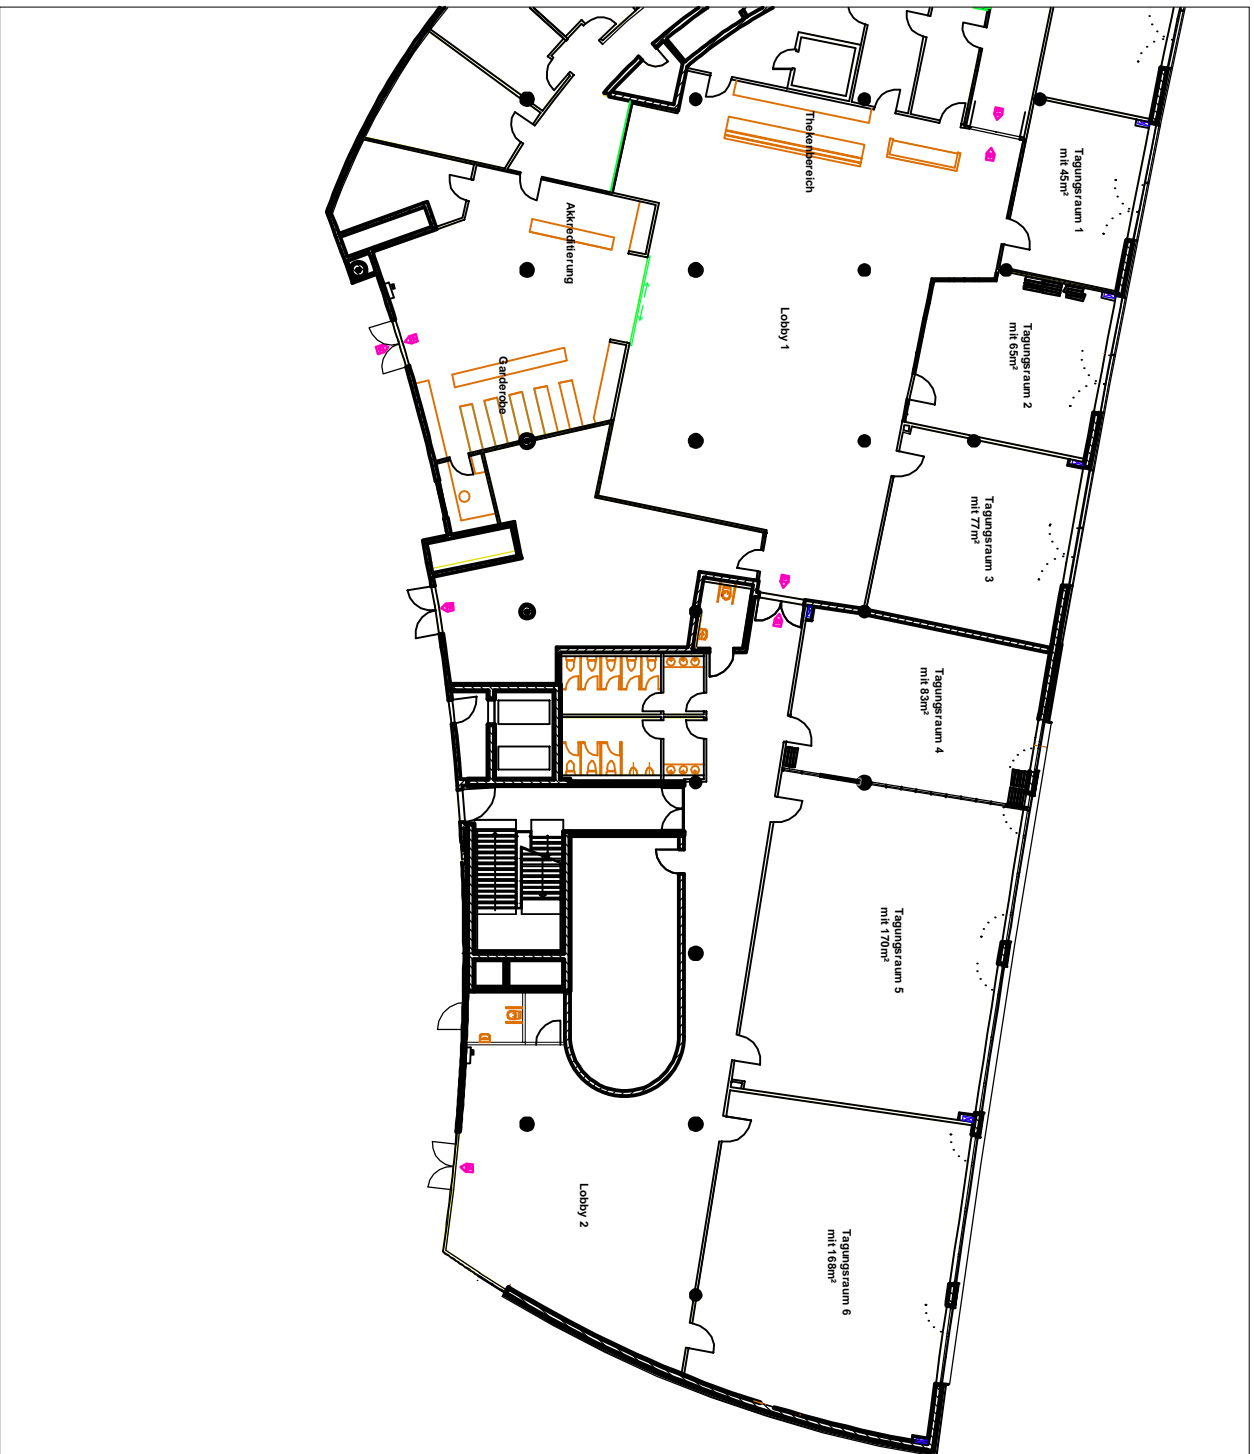 Thekenbereich
Tagungsraum 1
mit 45m²
Akkreditierung
Lobby 1
Tagungsraum 2
mit 65m²
Garderobe
Tagungsraum 3
mit 77m²
Tagungsraum 4
mit 83m²
Tagungsraum 5
mit 170m²
Lobby 2
Tagungsraum 6
mit 168m²